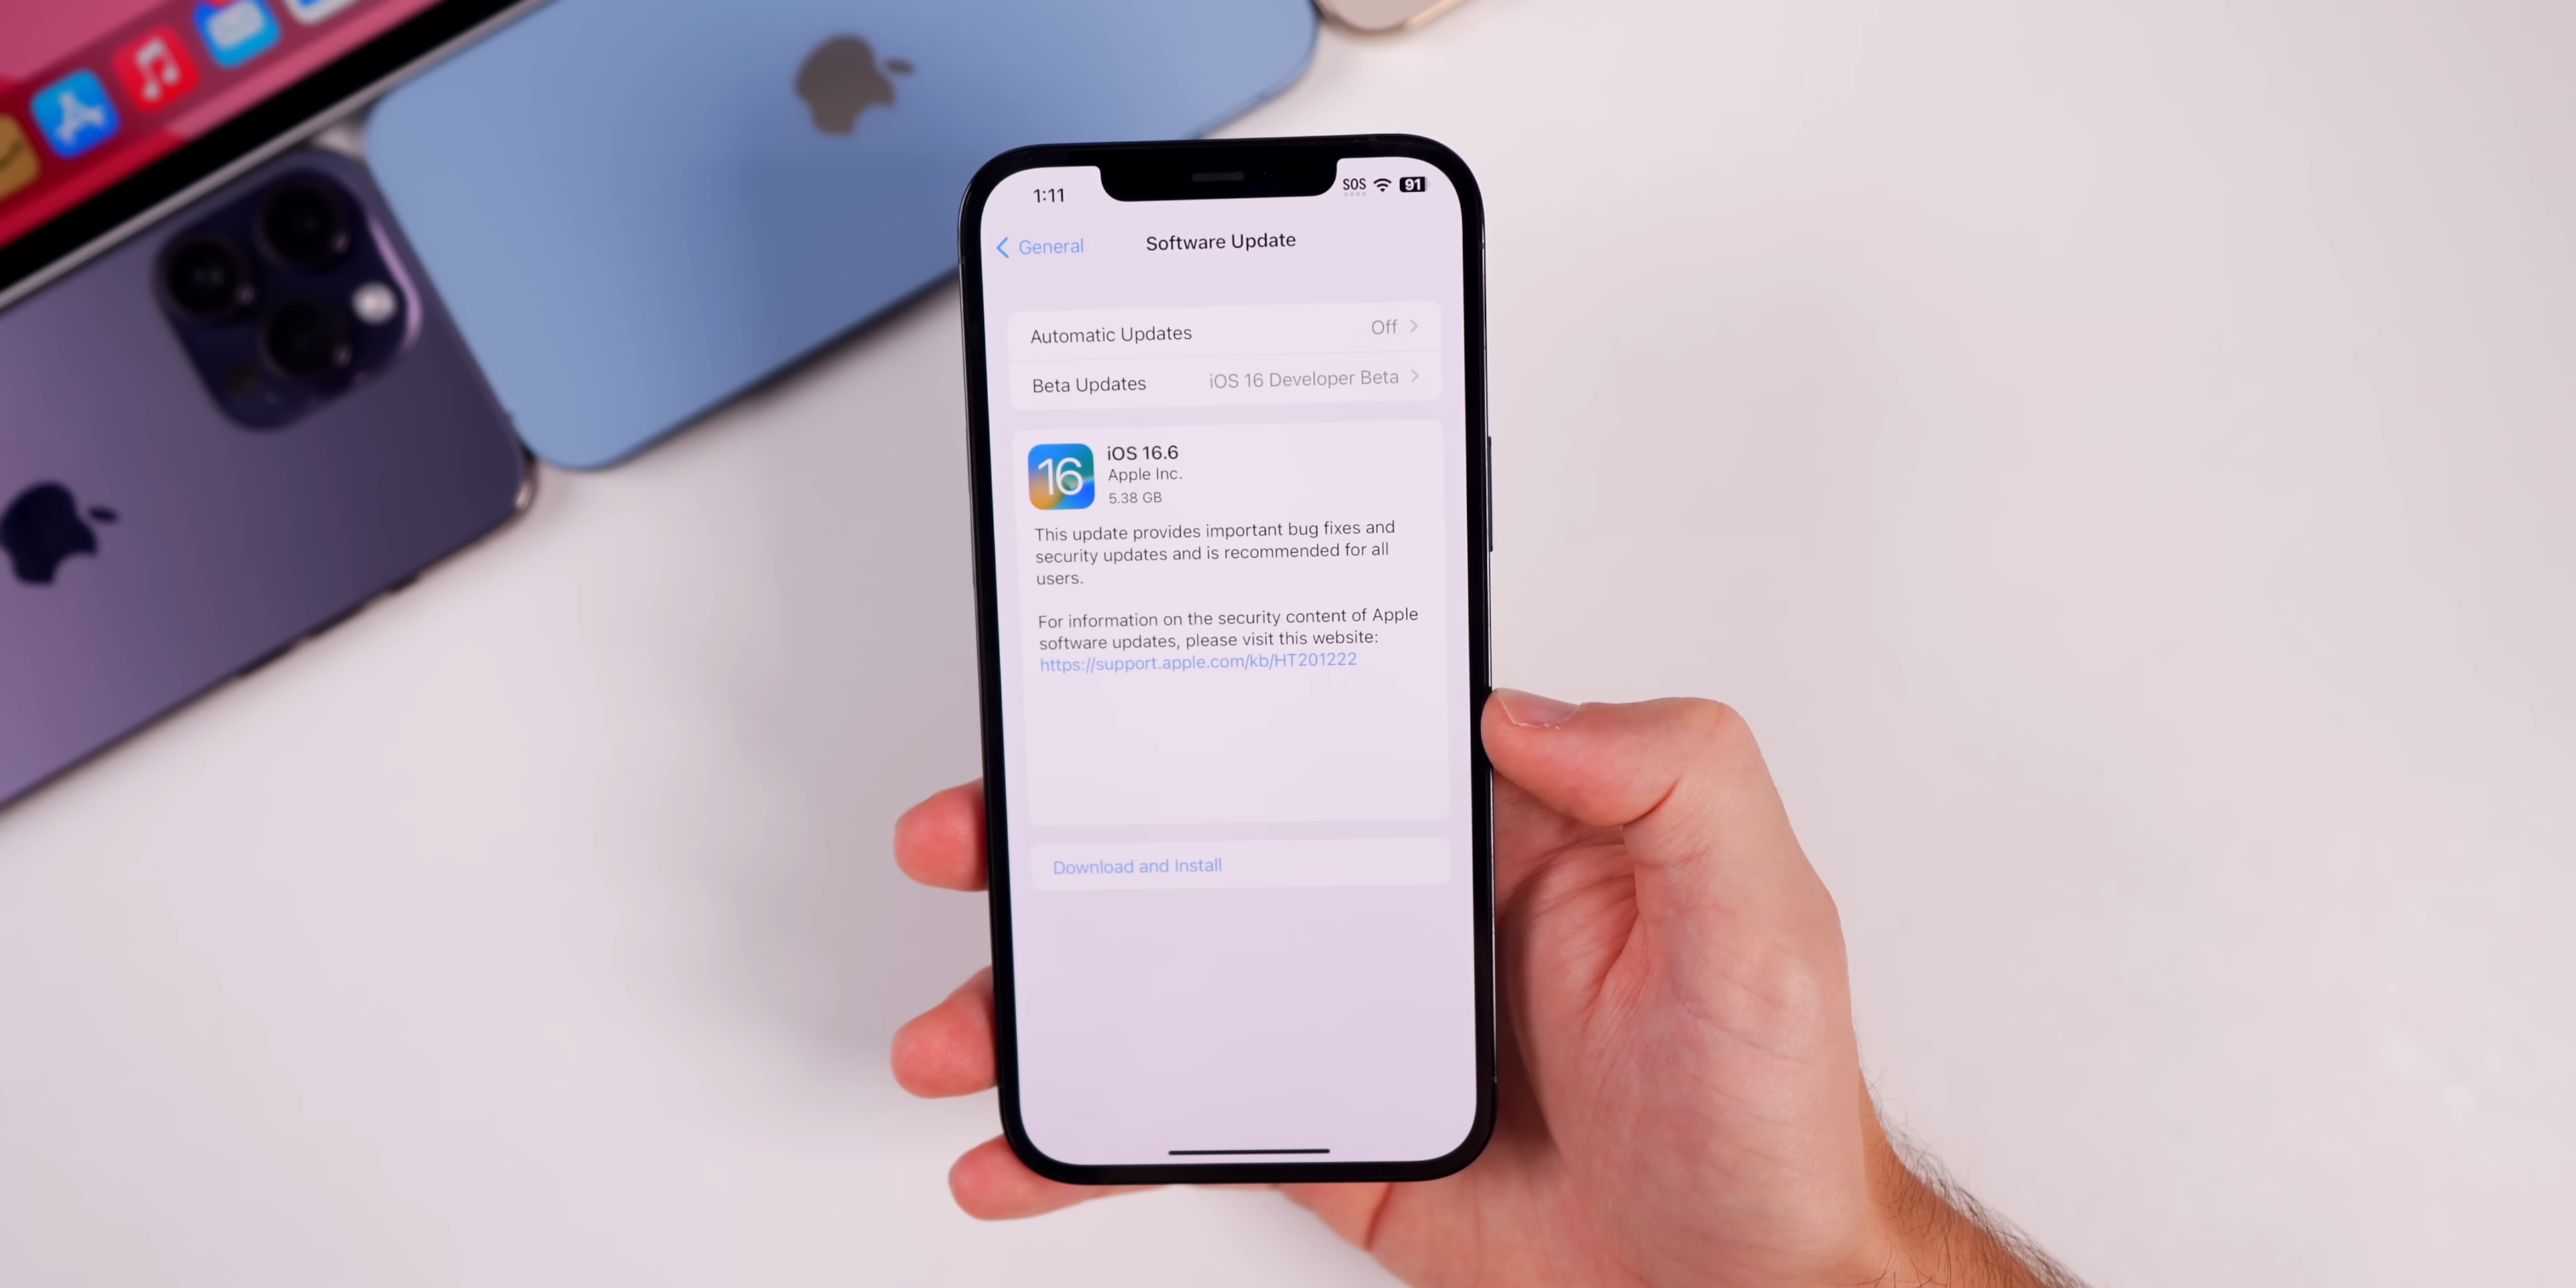 1:11
SOS 91
General
Software Update
Automatic Updates Off
Beta Updates iOS 16 Developer Beta
16
iOS 16.6
Apple Inc.
5.38 GB
This update provides important bug fixes and
security updates and is recommended for all
users.
For information on the security content of Apple
software updates, please visit this website:
https://support.apple.com/kb/HT201222
Download and Install